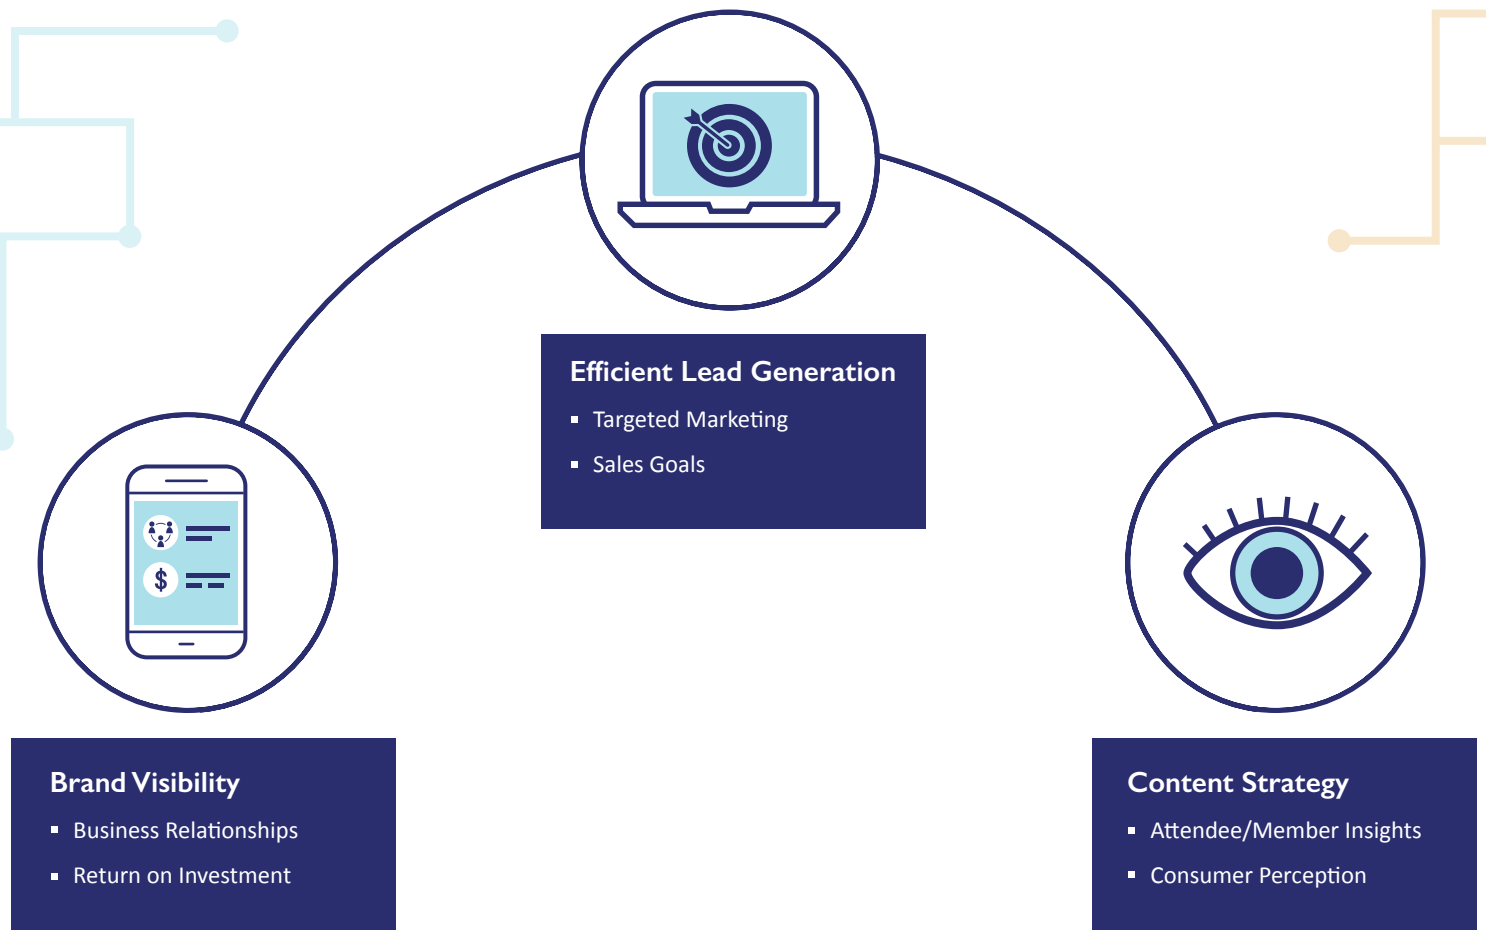 Efficient Lead Generation
▪ Targeted Marketing
▪ Sales Goals
$
Brand Visibility
▪ Business Relationships
▪ Return on Investment
Content Strategy
▪ Attendee/Member Insights
▪ Consumer Perception